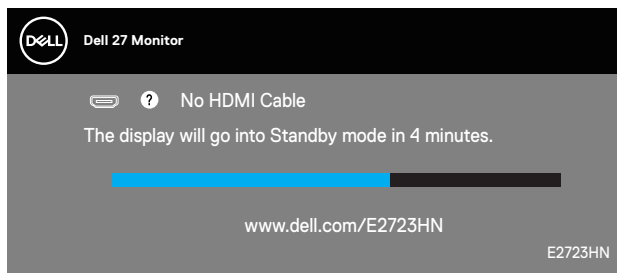 DELL
Dell 27 Monitor
? No HDMI Cable
The display will go into Standby mode in 4 minutes.
www.dell.com/E2723HN
E2723HN